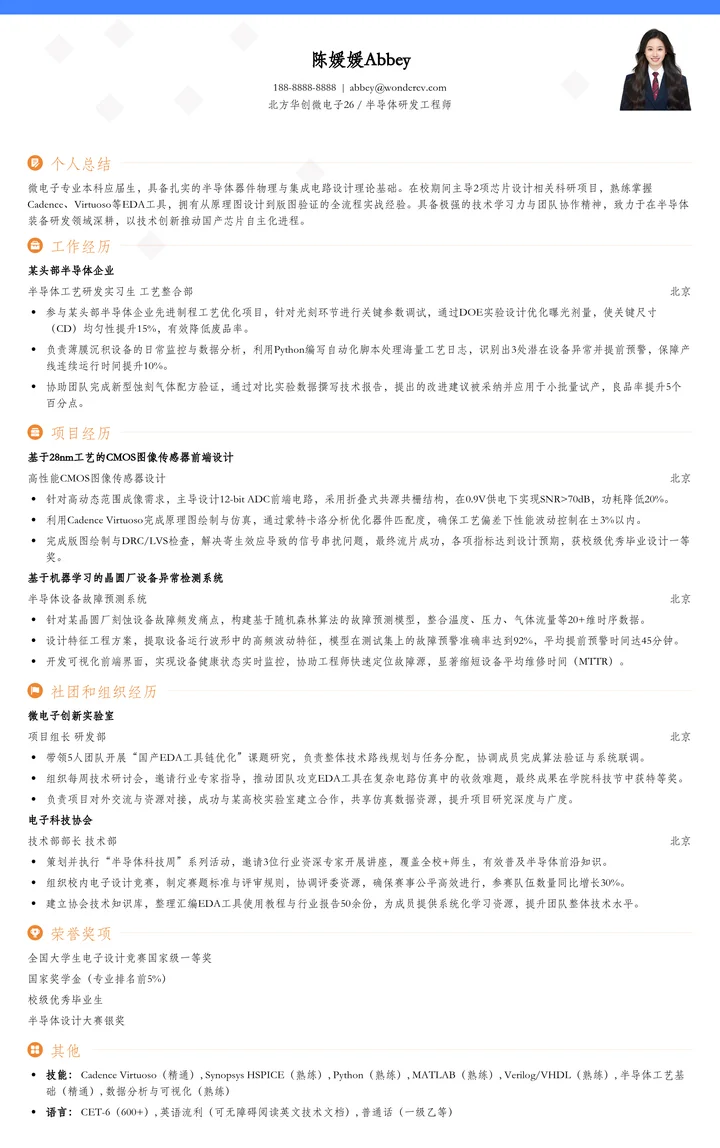 陈媛媛Abbey
188-8888-8888 | abbey@wondercv.com
北方华创微电子26 / 半导体研发工程师
个人总结
微电子专业本科应届生，具备扎实的半导体器件物理与集成电路设计理论基础。在校期间主导2项芯片设计相关科研项目，熟练掌握
Cadence、Virtuoso等EDA工具，拥有从原理图设计到版图验证的全流程实战经验。具备极强的技术学习力与团队协作精神，致力于在半导体
装备研发领域深耕，以技术创新推动国产芯片自主化进程。
工作经历
某头部半导体企业
半导体工艺研发实习生 工艺整合部 北京
• 参与某头部半导体企业先进制程工艺优化项目，针对光刻环节进行关键参数调试，通过DOE实验设计优化曝光剂量，使关键尺寸
（CD）均匀性提升15%，有效降低废品率。
• 负责薄膜沉积设备的日常监控与数据分析，利用Python编写自动化脚本处理海量工艺日志，识别出3处潜在设备异常并提前预警，保障产
线连续运行时间提升10%。
• 协助团队完成新型蚀刻气体配方验证，通过对比实验数据撰写技术报告，提出的改进建议被采纳并应用于小批量试产，良品率提升5个
百分点。
项目经历
基于28nm工艺的CMOS图像传感器前端设计
高性能CMOS图像传感器设计 北京
• 针对高动态范围成像需求，主导设计12-bit ADC前端电路，采用折叠式共源共栅结构，在0.9V供电下实现SNR>70dB，功耗降低20%。
• 利用Cadence Virtuoso完成原理图绘制与仿真，通过蒙特卡洛分析优化器件匹配度，确保工艺偏差下性能波动控制在±3%以内。
• 完成版图绘制与DRC/LVS检查，解决寄生效应导致的信号串扰问题，最终流片成功，各项指标达到设计预期，获校级优秀毕业设计一等
奖。
基于机器学习的晶圆厂设备异常检测系统
半导体设备故障预测系统 北京
• 针对某晶圆厂刻蚀设备故障频发痛点，构建基于随机森林算法的故障预测模型，整合温度、压力、气体流量等20+维时序数据。
• 设计特征工程方案，提取设备运行波形中的高频波动特征，模型在测试集上的故障预警准确率达到92%，平均提前预警时间达45分钟。
• 开发可视化前端界面，实现设备健康状态实时监控，协助工程师快速定位故障源，显著缩短设备平均维修时间（MTTR）。
社团和组织经历
微电子创新实验室
项目组长 研发部 北京
• 带领5人团队开展“国产EDA工具链优化”课题研究，负责整体技术路线规划与任务分配，协调成员完成算法验证与系统联调。
• 组织每周技术研讨会，邀请行业专家指导，推动团队攻克EDA工具在复杂电路仿真中的收敛难题，最终成果在学院科技节中获特等奖。
• 负责项目对外交流与资源对接，成功与某高校实验室建立合作，共享仿真数据资源，提升项目研究深度与广度。
电子科技协会
技术部部长 技术部 北京
• 策划并执行“半导体科技周”系列活动，邀请3位行业资深专家开展讲座，覆盖全校+师生，有效普及半导体前沿知识。
• 组织校内电子设计竞赛，制定赛题标准与评审规则，协调评委资源，确保赛事公平高效进行，参赛队伍数量同比增长30%。
• 建立协会技术知识库，整理汇编EDA工具使用教程与行业报告50余份，为成员提供系统化学习资源，提升团队整体技术水平。
荣誉奖项
全国大学生电子设计竞赛国家级一等奖
国家奖学金（专业排名前5%）
校级优秀毕业生
半导体设计大赛银奖
其他
• 技能： Cadence Virtuoso（精通）, Synopsys HSPICE（熟练）, Python（熟练）, MATLAB（熟练）, Verilog/VHDL（熟练）, 半导体工艺基
础（精通）, 数据分析与可视化（熟练）
• 语言： CET-6（600+）, 英语流利（可无障碍阅读英文技术文档）, 普通话（一级乙等）